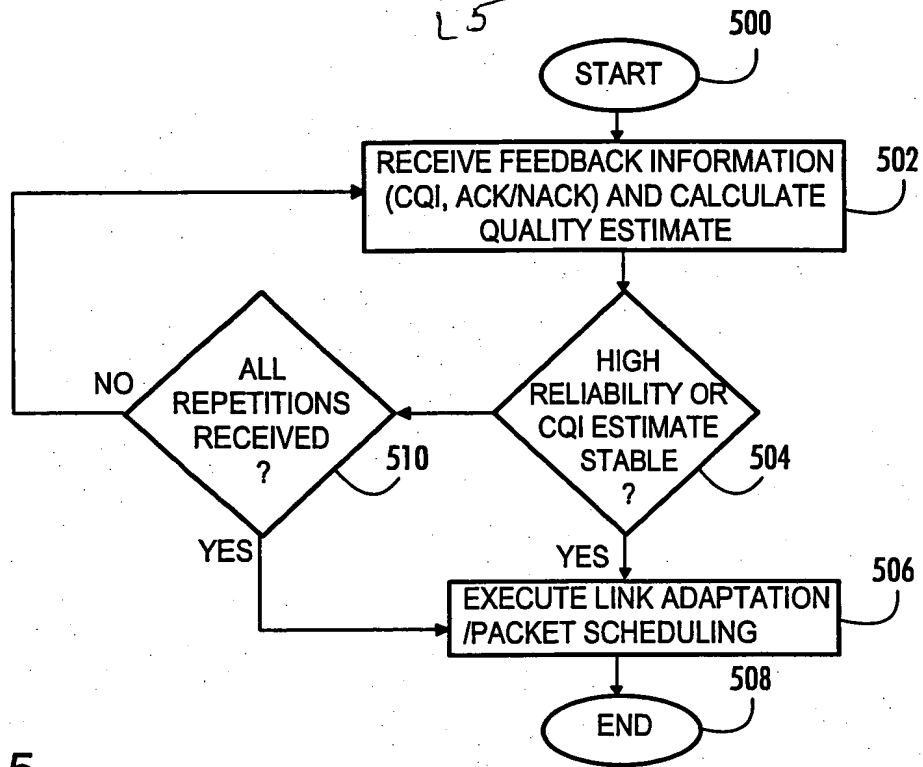 L5
500
START
RECEIVE FEEDBACK INFORMATION
(CQI, ACK/NACK) AND CALCULATE
QUALITY ESTIMATE
502
ALL
REPETITIONS
RECEIVED
?
510
NO
YES
HIGH
RELIABILITY OR
CQI ESTIMATE
STABLE
?
504
YES
EXECUTE LINK ADAPTATION
/PACKET SCHEDULING
506
END
508
5